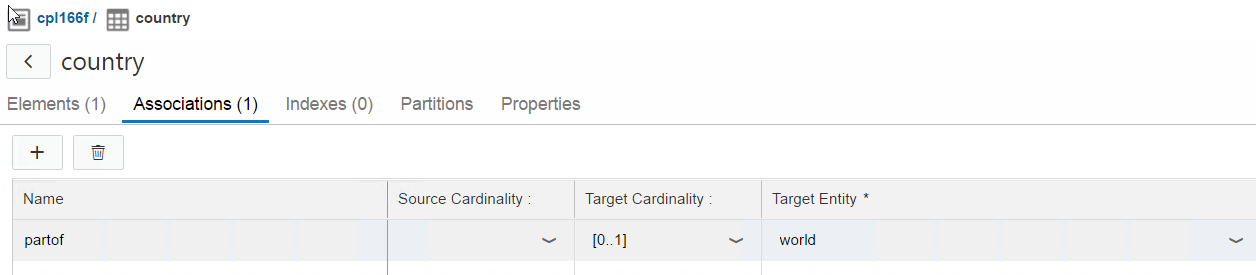 cpl166f / country
country
Elements (1) Associations (1) Indexes (0) Partitions Properties
Name Source Cardinality : Target Cardinality : Target Entity *
partof [0..1] world